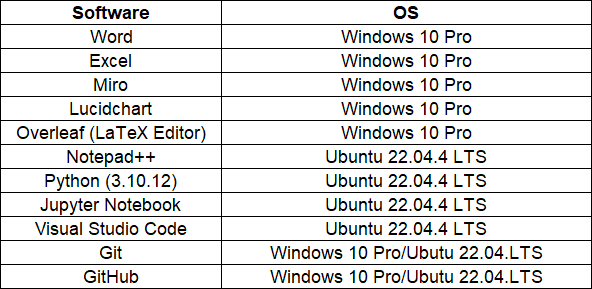 Software OS
Word Windows 10 Pro
Excel Windows 10 Pro
Miro Windows 10 Pro
Lucidchart Windows 10 Pro
Overleaf (LaTeX Editor) Windows 10 Pro
Notepad++ Ubuntu 22.04.4 LTS
Python (3.10.12) Ubuntu 22.04.4 LTS
Jupyter Notebook Ubuntu 22.04.4 LTS
Visual Studio Code Ubuntu 22.04.4 LTS
Git Windows 10 Pro/Ubutu 22.04.LTS
GitHub Windows 10 Pro/Ubutu 22.04.LTS